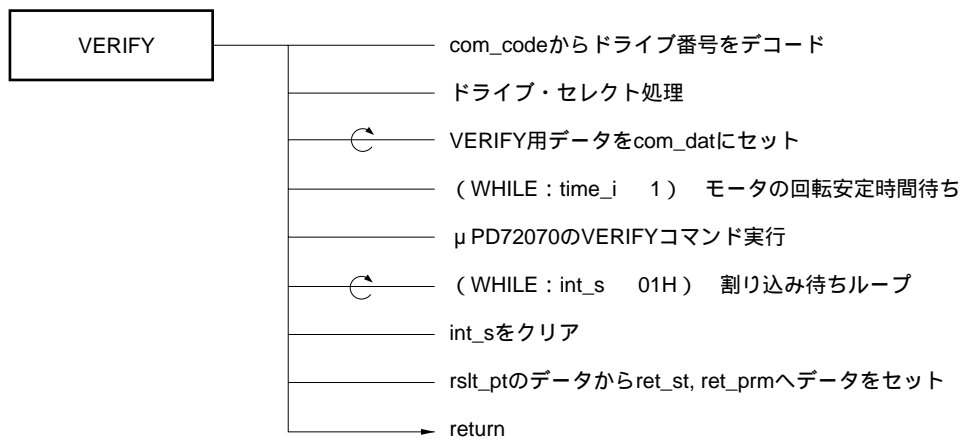 VERIFY
com_codeからドライブ番号をデコード
ドライブ・セレクト処理
VERIFY用データをcom_datにセット
(WHILE:time_i 1) モータの回転安定時間待ち
μPD72070のVERIFYコマンド実行
(WHILE:int_s 01H) 割り込み待ちループ
int_sをクリア
rslt_ptのデータからret_st, ret_prmへデータをセット
return